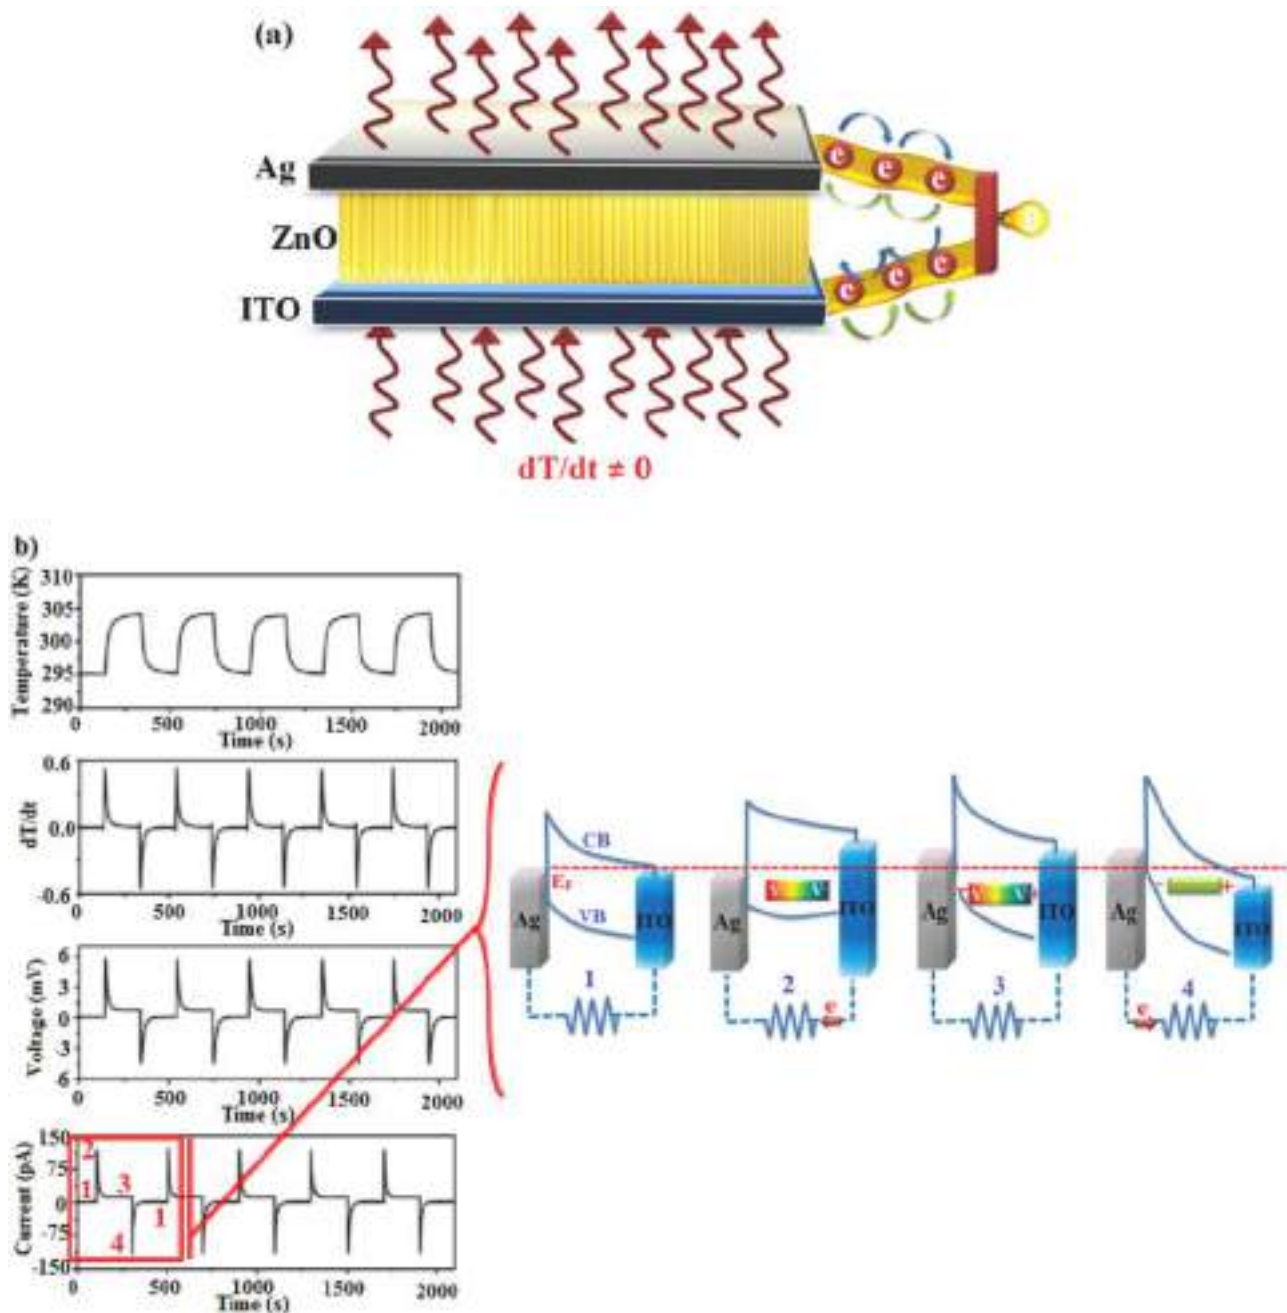 (a)
Ag
ZnO
ITO
e e e
e e e
dT/dt ≠ 0
b)
Temperature (K)
310
305
300
295
290
0 500 1000 1500 2000
Time (s)
dT/dt
0.6
0.0
-0.6
0 500 1000 1500 2000
Time (s)
Voltage (mV)
6
3
0
3
-6
0 500 1000 1500 2000
Time (s)
Current (pA)
150
75
0
-75
-150
0 500 1000 1500 2000
Time (s)
2
1 3
1
4
CB
E_F
VB
Ag ITO
1
V V
Ag ITO
2
e
V V +
Ag ITO
3
- +
Ag ITO
4
e